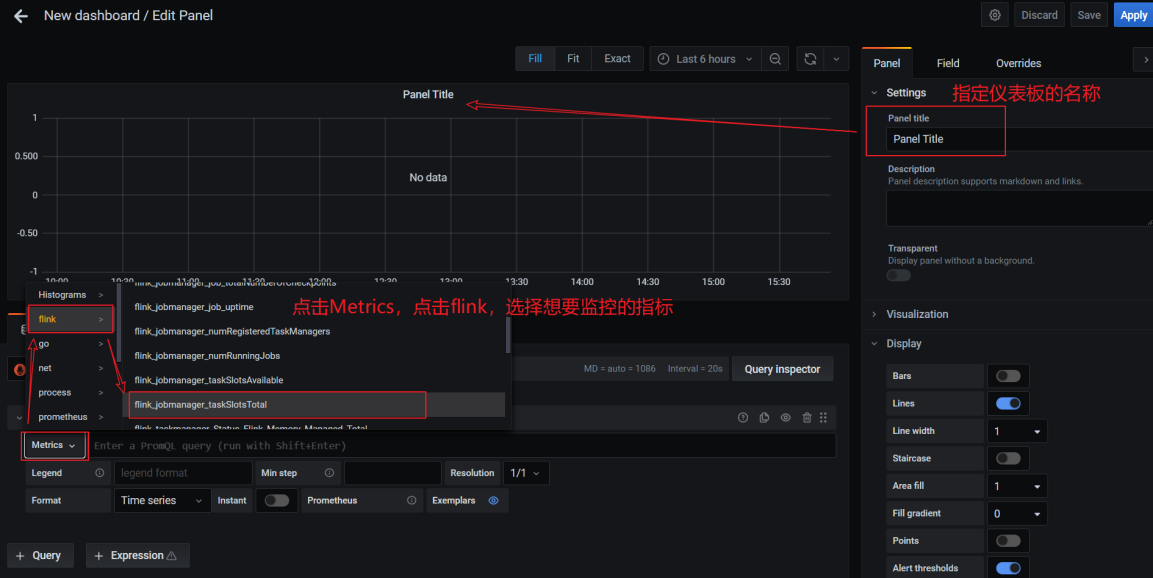 New dashboard / Edit Panel
Discard
Save
Apply
Fill
Fit
Exact
Last 6 hours
Panel
Field
Overrides
Panel Title
Settings
指定仪表板的名称
Panel title
Panel Title
Description
Panel description supports markdown and links.
Transparent
Display panel without a background.
1
0.500
0
-0.50
-1
No data
10:00
10:30
11:00
11:30
12:00
12:30
13:00
13:30
14:00
14:30
15:00
15:30
Histograms >
flink >
go >
net >
process >
prometheus >
flink_jobmanager_job_totalNumberOfCheckpoints
flink_jobmanager_job_uptime
flink_jobmanager_numRegisteredTaskManagers
flink_jobmanager_numRunningJobs
flink_jobmanager_taskSlotsAvailable
flink_jobmanager_taskSlotsTotal
flink_taskmanager_Status_Flink_Memory_Managed_Total
点击Metrics，点击flink，选择想要监控的指标
MD = auto = 1086
Interval = 20s
Query inspector
Metrics
Enter a PromQL query (run with Shift+Enter)
Legend
legend format
Min step
Resolution
1/1
Format
Time series
Instant
Prometheus
Exemplars
+ Query
+ Expression
Visualization
Display
Bars
Lines
Line width
1
Staircase
Area fill
1
Fill gradient
0
Points
Alert thresholds